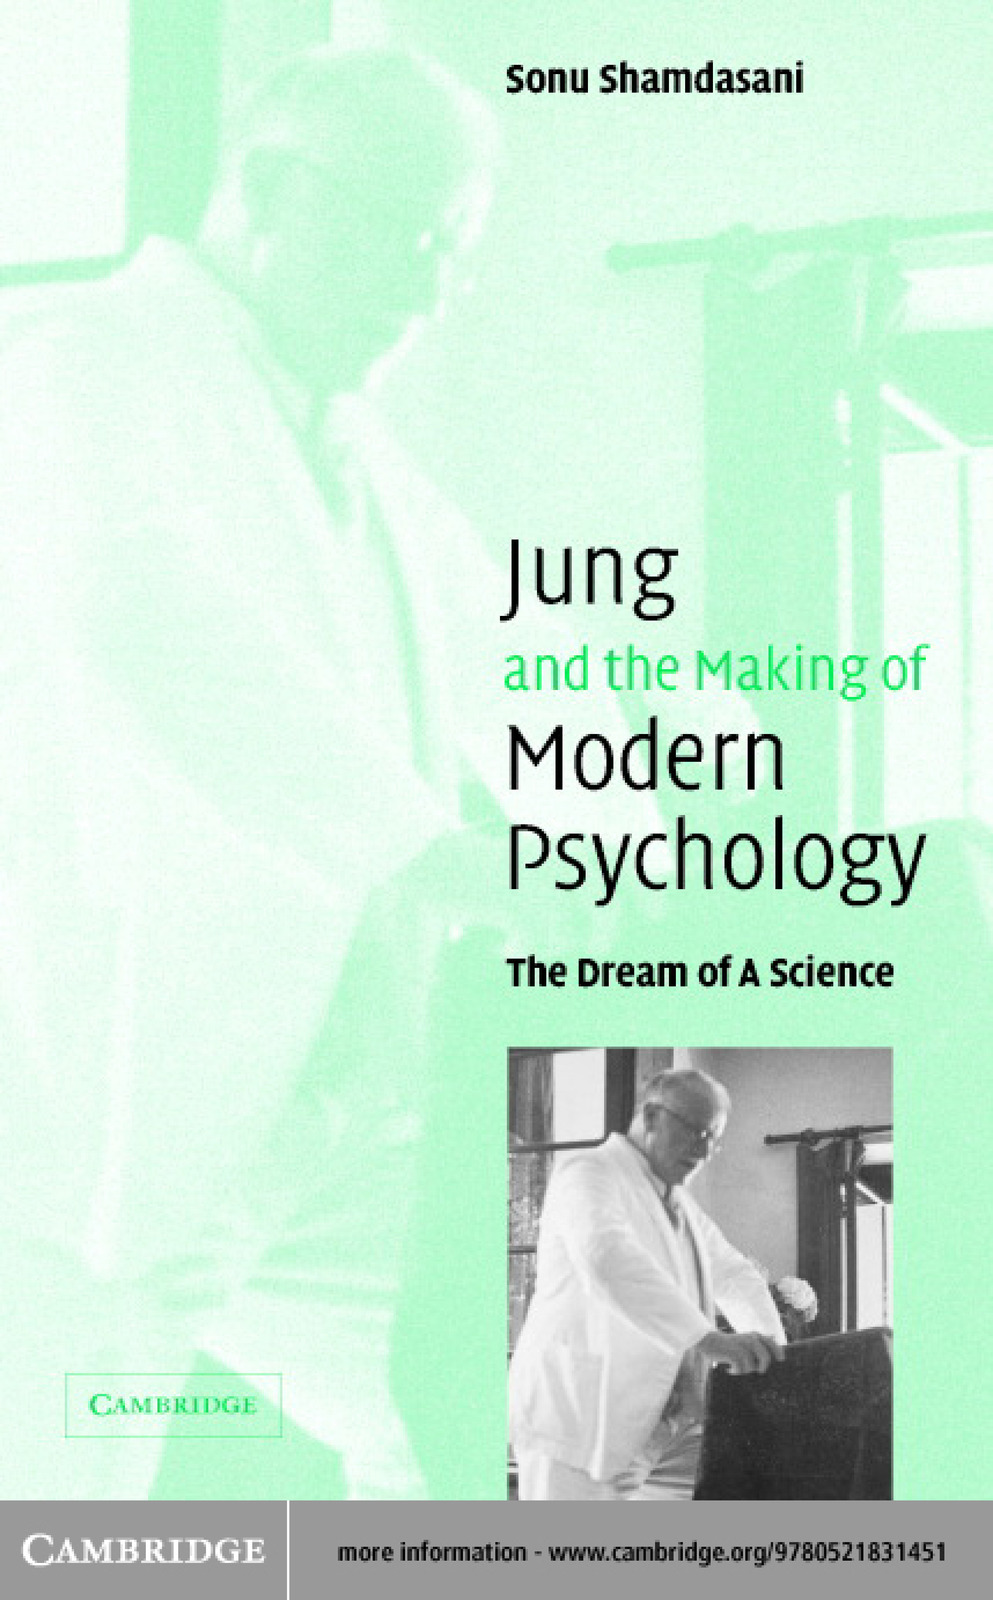 Sonu Shamdasani
Jung
and the Making of
Modern
Psychology
The Dream of A Science
CAMBRIDGE
CAMBRIDGE
more information - www.cambridge.org/9780521831451